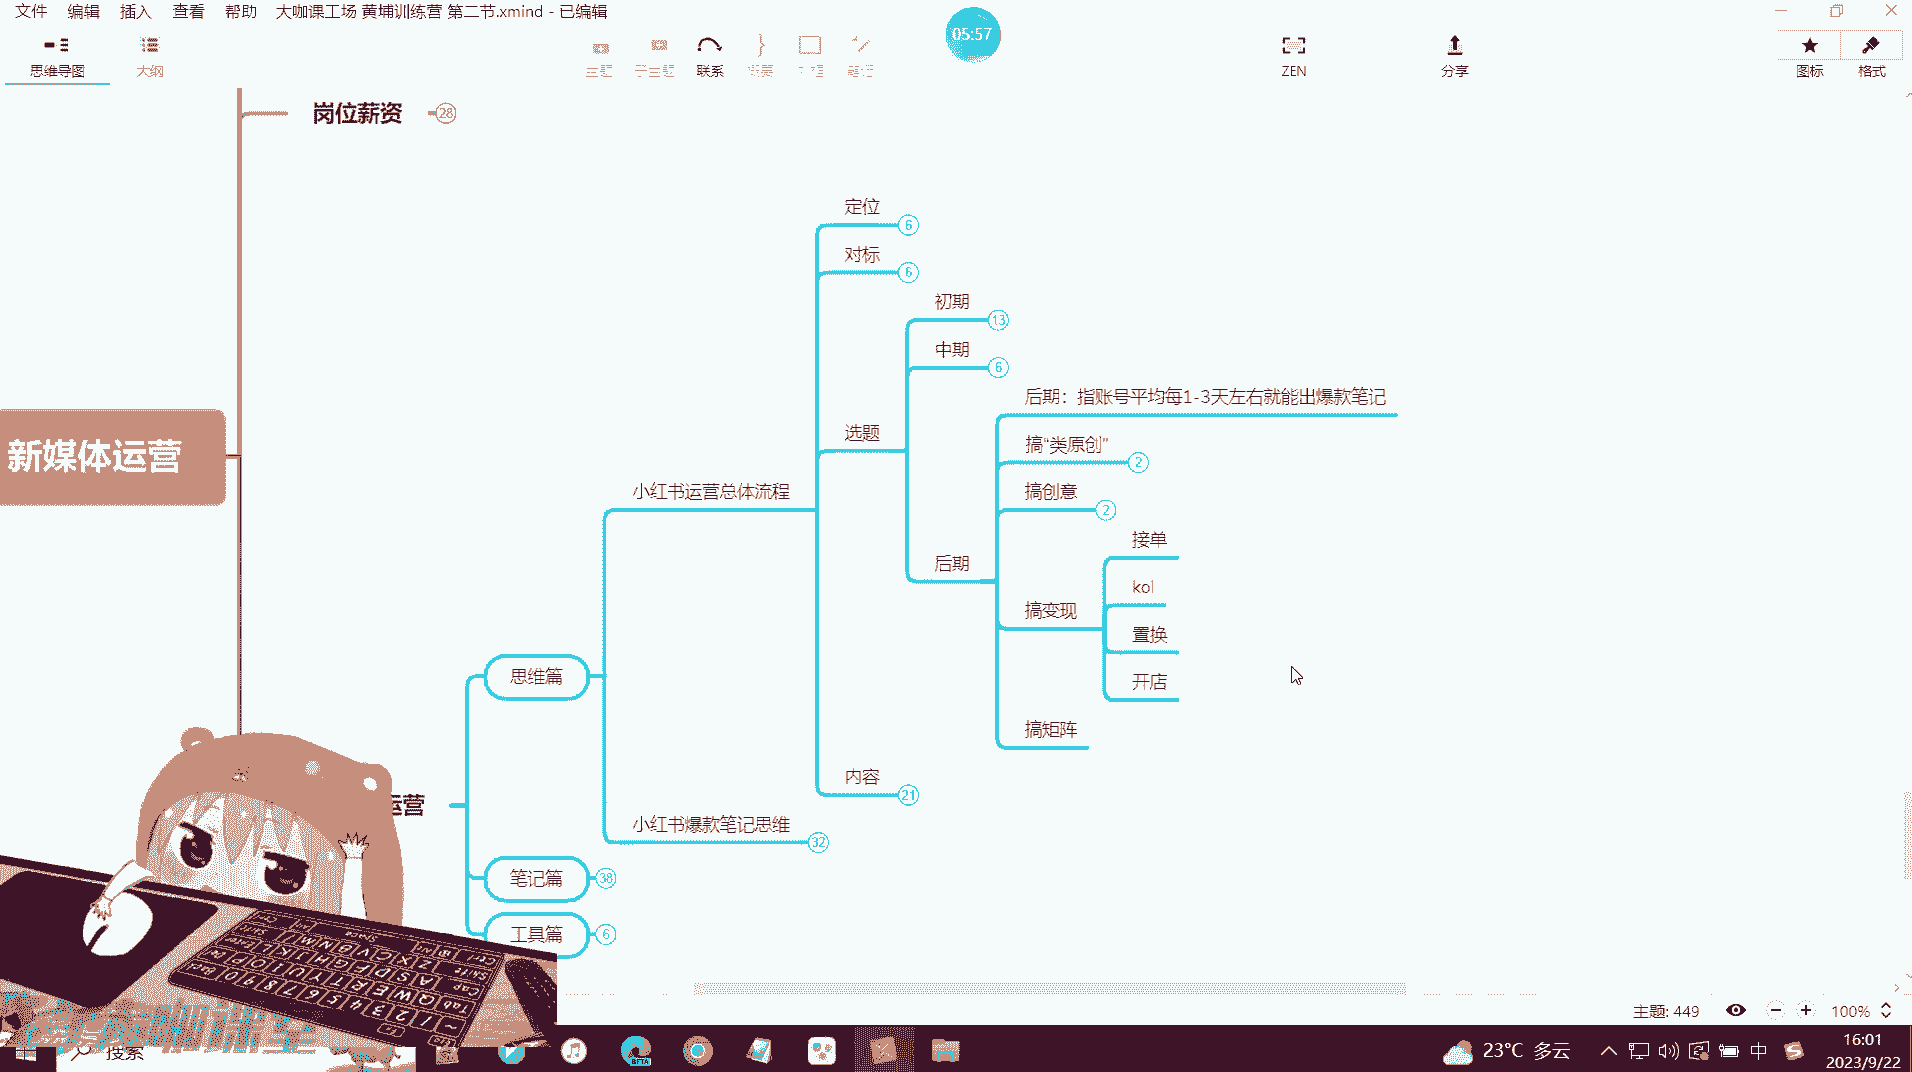 文件 编辑 插入 查看 帮助 大咖课工场 黄埔训练营 第二节.xmind - 已编辑
05:57
思维导图 大纲 主题 子主题 联系 ZEN 分享 图标 格式
岗位薪资 28
定位 6
对标 6
初期 13
中期 6
后期：指账号平均每1-3天左右就能出爆款笔记
选题
搞“类原创” 2
新媒体运营
小红书运营总体流程
搞创意 2
接单
后期
kol
搞变现
置换
思维篇
开店
搞矩阵
内容 21
运营
小红书爆款笔记思维 32
笔记篇 38
工具篇 6
主题: 449 100%
搜索
BETA
23°C 多云
中
16:01
2023/9/22